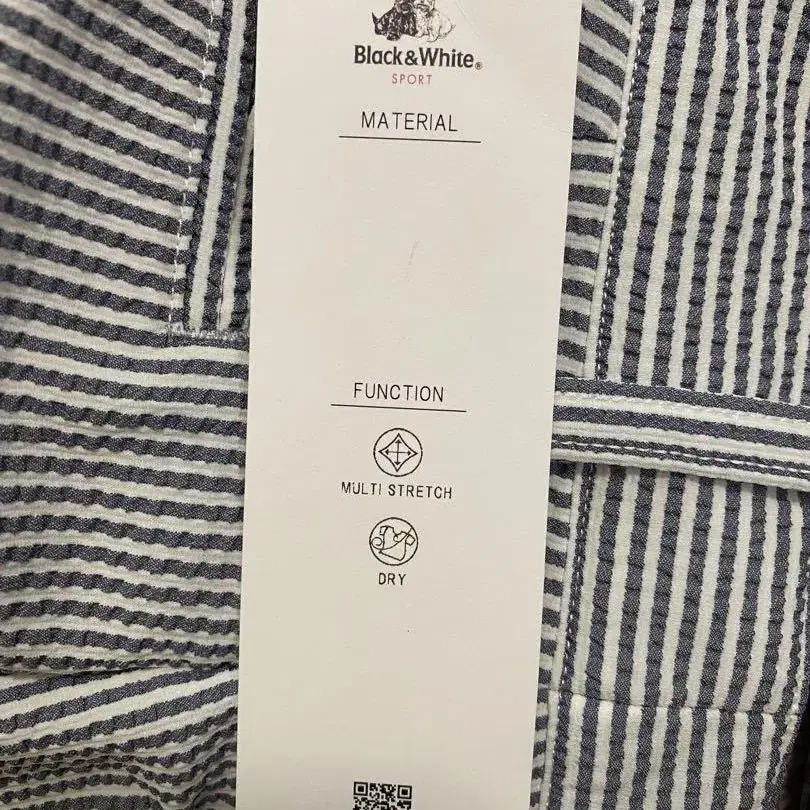 Black&White®
SPORT
MATERIAL
FUNCTION
MULTI STRETCH
DRY